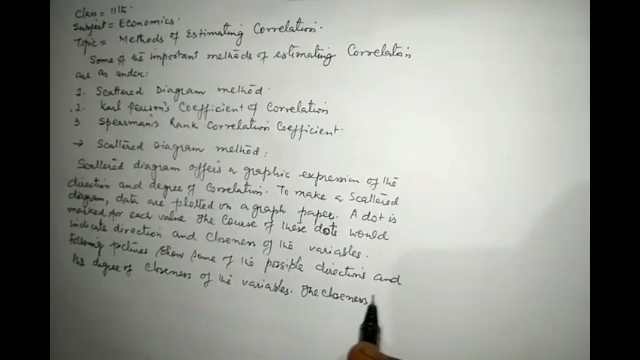 Class = 11th.
Subject = Economics.
Topic = Methods of Estimating Correlation.
Some of the important methods of estimating Correlation
are as under:
1. Scattered Diagram method.
2. Karl Pearson's Coefficient of Correlation
3 Spearman's Rank Correlation Coefficient.
→ Scattered Diagram method:
Scattered diagram offers a graphic expression of the
direction and degree of Correlation. To make a Scattered
diagram, data are plotted on a graph paper. A dot is
marked for each value. The course of these dots would
indicate direction and closeness of the variables.
Following pictures show some of the possible directions and
the degree of closeness of the variables. The closeness